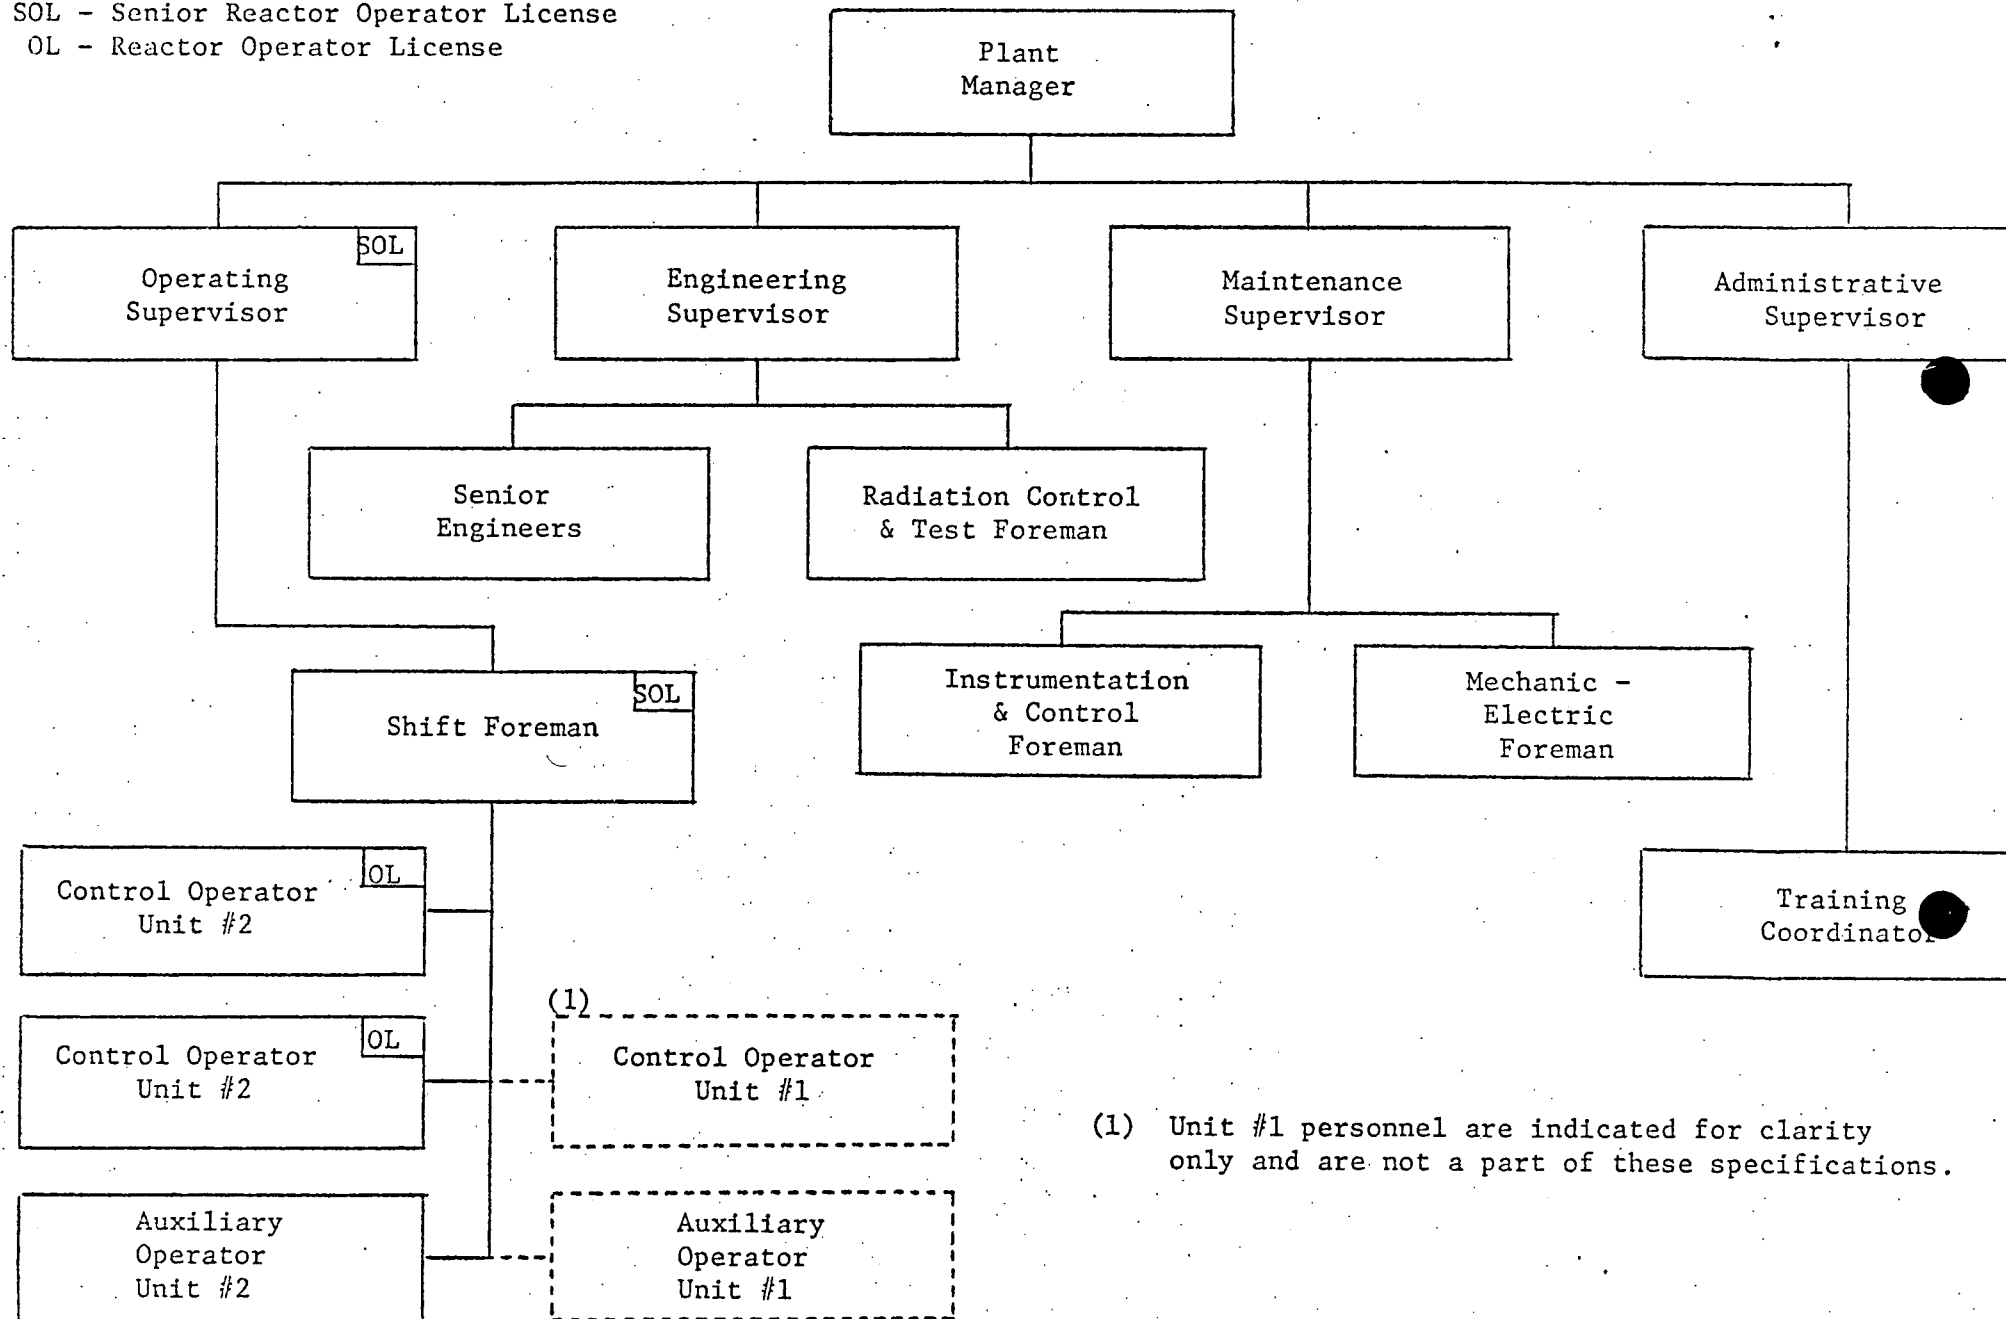 SOL - Senior Reactor Operator License
OL - Reactor Operator License
Plant
Manager
SOL
Operating
Supervisor
Engineering
Supervisor
Maintenance
Supervisor
Administrative
Supervisor
Senior
Engineers
Radiation Control
& Test Foreman
SOL
Shift Foreman
Instrumentation
& Control
Foreman
Mechanic -
Electric
Foreman
OL
Control Operator
Unit #2
Training
Coordinator
OL
Control Operator
Unit #2
(1)
Control Operator
Unit #1
(1) Unit #1 personnel are indicated for clarity
only and are not a part of these specifications.
Auxiliary
Operator
Unit #2
Auxiliary
Operator
Unit #1